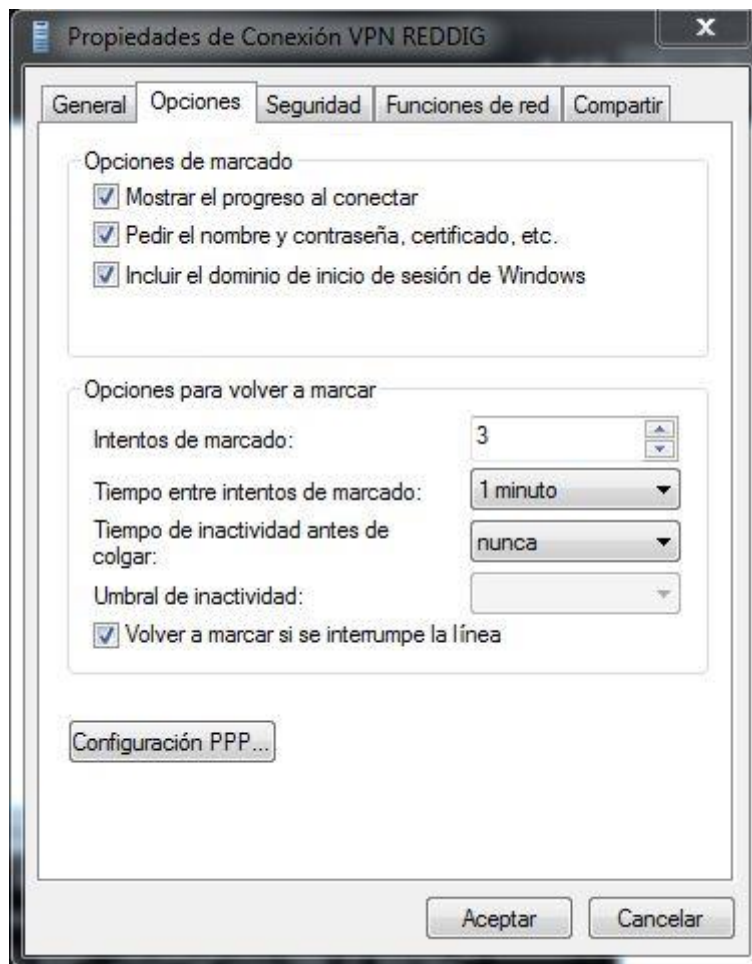 Propiedades de Conexión VPN REDDIG
General Opciones Seguridad Funciones de red Compartir
Opciones de marcado
Mostrar el progreso al conectar
Pedir el nombre y contraseña, certificado, etc.
Incluir el dominio de inicio de sesión de Windows
Opciones para volver a marcar
Intentos de marcado: 3
Tiempo entre intentos de marcado: 1 minuto
Tiempo de inactividad antes de
colgar: nunca
Umbral de inactividad:
Volver a marcar si se interrumpe la línea
Configuración PPP...
Aceptar Cancelar